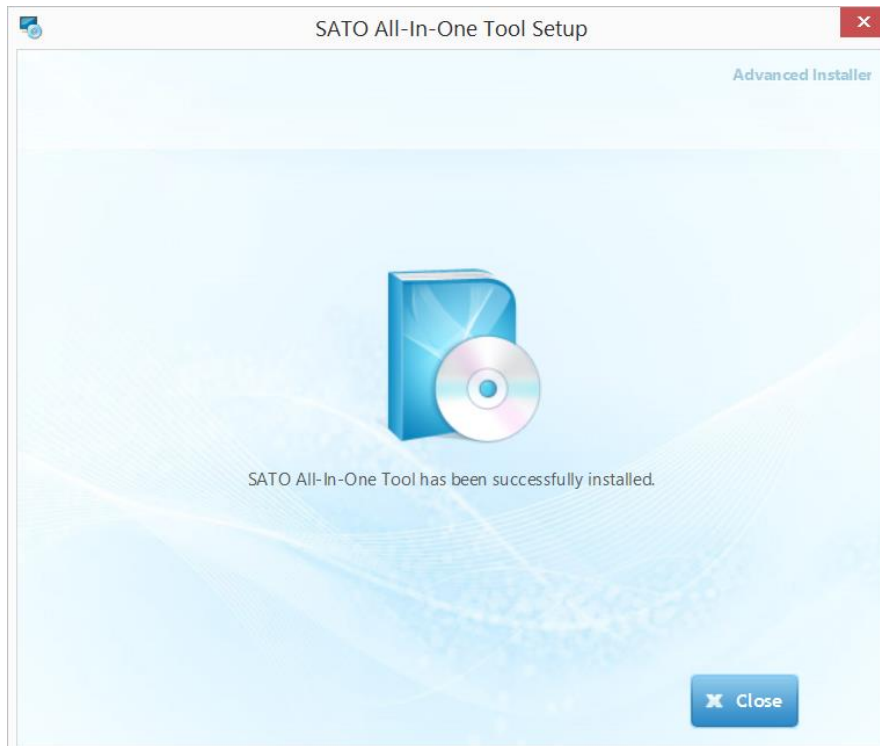 SATO All-In-One Tool Setup
Advanced Installer
SATO All-In-One Tool has been successfully installed.
Close